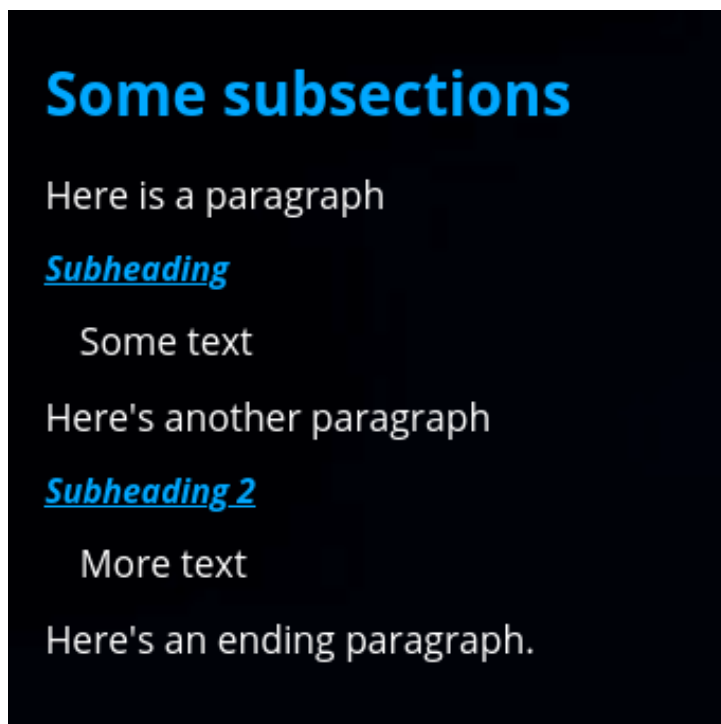 Some subsections
Here is a paragraph
Subheading
Some text
Here's another paragraph
Subheading 2
More text
Here's an ending paragraph.